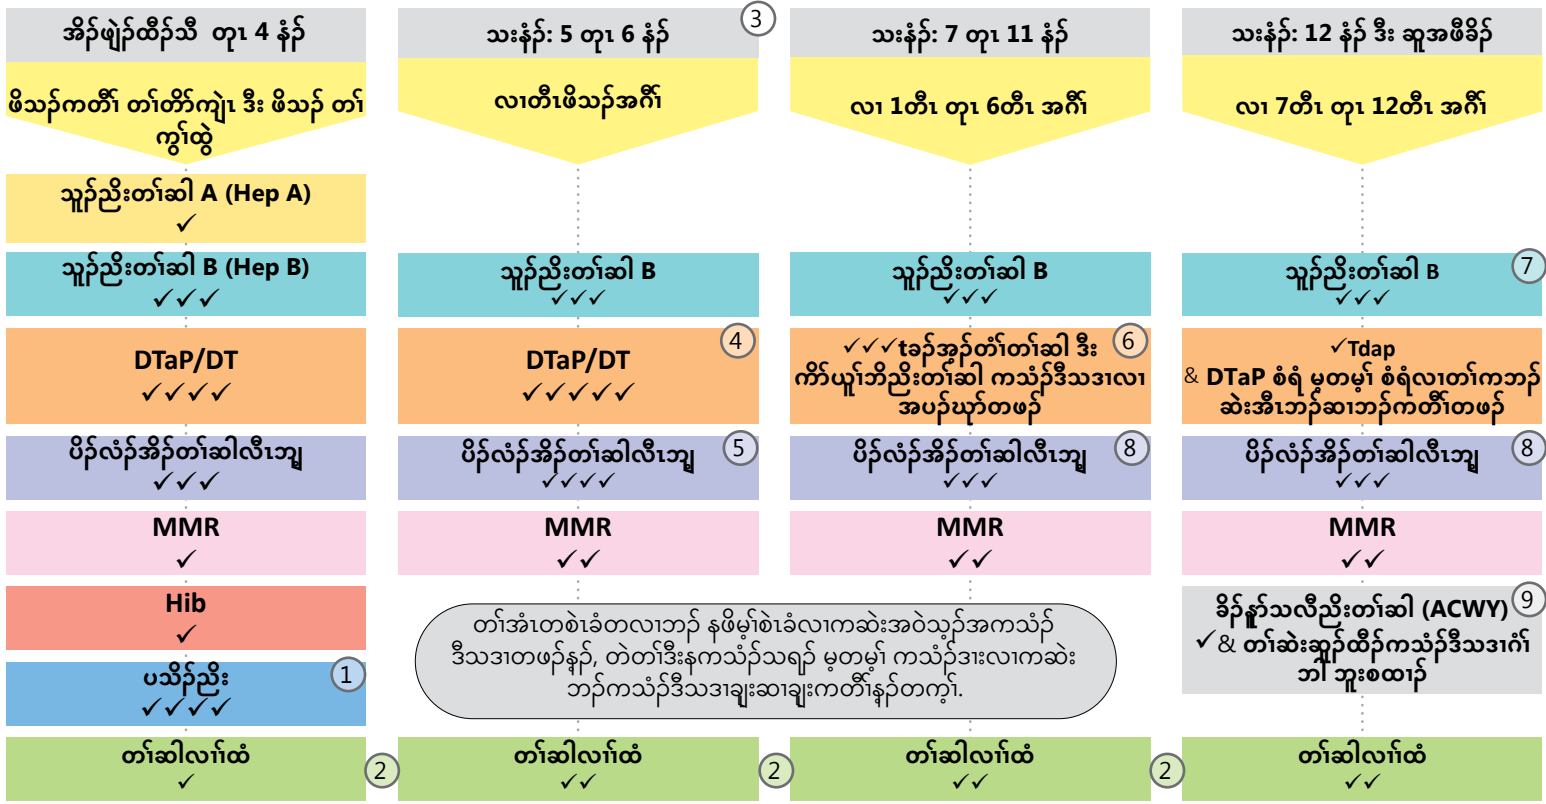 အိၣ်ဖျဲၣ်ထီၣ်သီ တုၤ 4 နံၣ်
ဖိသၣ်ကတီၢ် တၢ်တိာ်ကျဲၤ ဒီး ဖိသၣ် တၢ်
ကွၢ်ထွဲ
သူၣ်ညိးတၢ်ဆါ A (Hep A)
✓
သူၣ်ညိးတၢ်ဆါ B (Hep B)
✓✓✓
DTaP/DT
✓✓✓✓
ပိၣ်လံၣ်အိၣ်တၢ်ဆါလီၤဘျ့
✓✓✓
MMR
✓
Hib
✓
ပသိၣ်ညိး
✓✓✓✓
1
တၢ်ဆါလၢၢ်ထံ
✓
2
သးနံၣ်: 5 တုၤ 6 နံၣ်
3
လၢတီၤဖိသၣ်အဂီၢ်
သူၣ်ညိးတၢ်ဆါ B
✓✓✓
DTaP/DT
✓✓✓✓✓
4
ပိၣ်လံၣ်အိၣ်တၢ်ဆါလီၤဘျ့
✓✓✓✓
5
MMR
✓✓
တၢ်ဆါလၢၢ်ထံ
✓✓
2
သးနံၣ်: 7 တုၤ 11 နံၣ်
လၢ 1တီၤ တုၤ 6တီၤ အဂီၢ်
သူၣ်ညိးတၢ်ဆါ B
✓✓✓
✓✓✓tခၣ်အ့ၣ်တံၢ်တၢ်ဆါ ဒီး
ကိာ်ယူၢ်ဘိညိးတၢ်ဆါ ကသံၣ်ဒီသဒၢလၢ
အပၣ်ဃုာ်တဖၣ်
6
ပိၣ်လံၣ်အိၣ်တၢ်ဆါလီၤဘျ့
✓✓✓
8
MMR
✓✓
တၢ်ဆါလၢၢ်ထံ
✓✓
2
သးနံၣ်: 12 နံၣ် ဒီး ဆူအဖီခိၣ်
လၢ 7တီၤ တုၤ 12တီၤ အဂီၢ်
သူၣ်ညိးတၢ်ဆါ B
✓✓✓
7
✓Tdap
& DTaP စံရံ မ့တမ့ၢ် စံရံလၢတၢ်ကဘၣ်
ဆဲးအီၤဘၣ်ဆၢဘၣ်ကတီၢ်တဖၣ်
ပိၣ်လံၣ်အိၣ်တၢ်ဆါလီၤဘျ့
✓✓✓
8
MMR
✓✓
ခိၣ်နူာ်သလီညိးတၢ်ဆါ (ACWY)
✓& တၢ်ဆဲးဆူၣ်ထီၣ်ကသံၣ်ဒီသဒၢဂံၢ်
ဘါ ဘူးစထၢၣ်
9
တၢ်ဆါလၢၢ်ထံ
✓✓
တၢ်အံၤတစဲၤခံတလၢဘၣ် နဖိမ့ၢ်စဲၤခံလၢကဆဲးအဝဲသ့ၣ်အကသံၣ်
ဒီသဒၢတဖၣ်န့ၣ်, တဲတၢ်ဒီးနကသံၣ်သရၣ် မ့တမ့ၢ် ကသံၣ်ဒၢးလၢကဆဲး
ဘၣ်ကသံၣ်ဒီသဒၢချုးဆၢချုးကတီၢ်န့ၣ်တက့ၢ်.